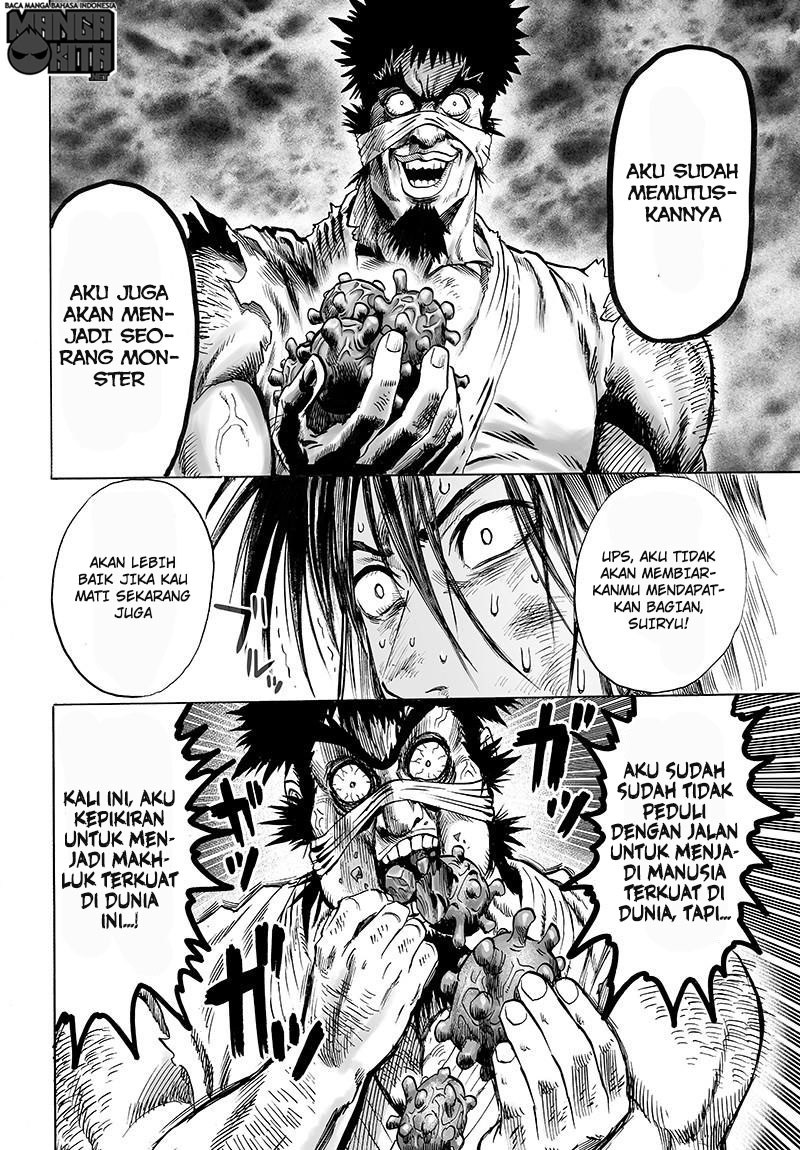 BACA MANGA BAHASA INDONESIA
MANGA
KITA
.NET
AKU SUDAH
MEMUTUS-
KANNYA
AKU JUGA
AKAN MEN-
JADI SEO-
RANG MON-
STER
UPS, AKU TIDAK
AKAN MEMBIAR-
KANMU MENDAPAT-
KAN BAGIAN,
SUIRYU!
AKAN LEBIH
BAIK JIKA KAU
MATI SEKARANG
JUGA
AKU SUDAH
SUDAH TIDAK
PEDULI
DENGAN JALAN
UNTUK MENJA-
DI MANUSIA
TERKUAT DI
DUNIA, TAPI...
KALI INI, AKU
KEPIKIRAN
UNTUK MEN-
JADI MAKH-
LUK TERKUAT
DI DUNIA
INI...!